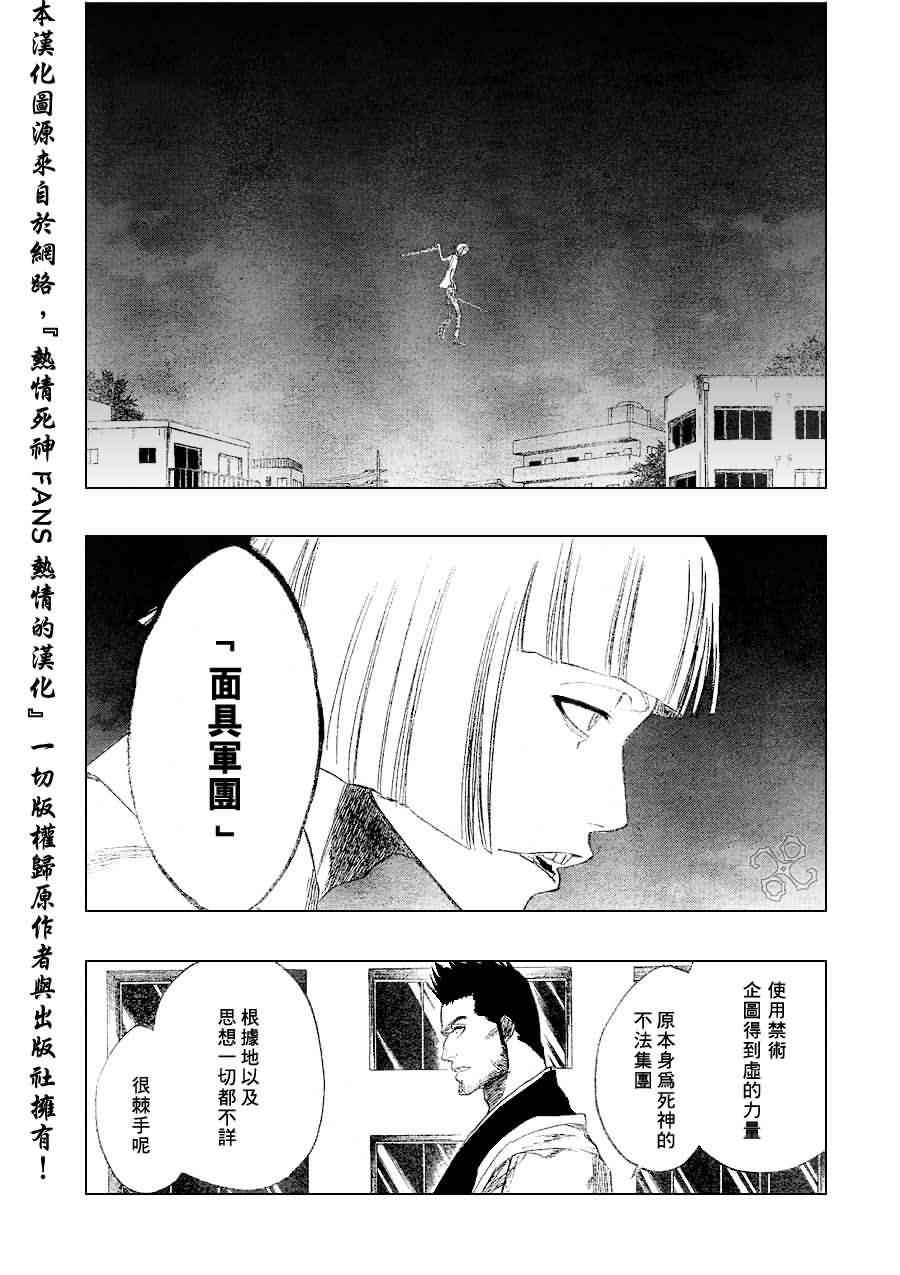 「面具軍團」
使用禁術
企圖得到虛的力量
原本身爲死神的
不法集團
根據地以及
思想一切都不詳
很棘手呢
本漢化圖源來自於網路，『熱情死神FANS熱情的漢化』一切版權歸原作者與出版社擁有！